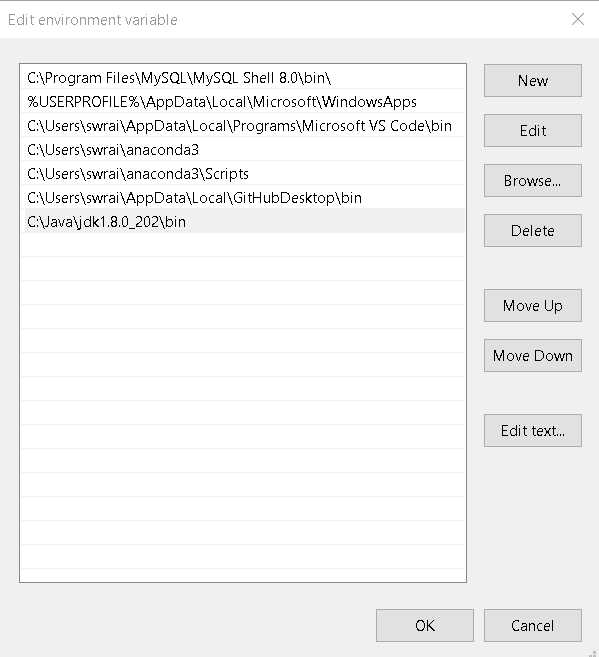 Edit environment variable
C:\Program Files\MySQL\MySQL Shell 8.0\bin\
%USERPROFILE%\AppData\Local\Microsoft\WindowsApps
C:\Users\swrai\AppData\Local\Programs\Microsoft VS Code\bin
C:\Users\swrai\anaconda3
C:\Users\swrai\anaconda3\Scripts
C:\Users\swrai\AppData\Local\GitHubDesktop\bin
C:\Java\jdk1.8.0_202\bin
New
Edit
Browse...
Delete
Move Up
Move Down
Edit text...
OK
Cancel